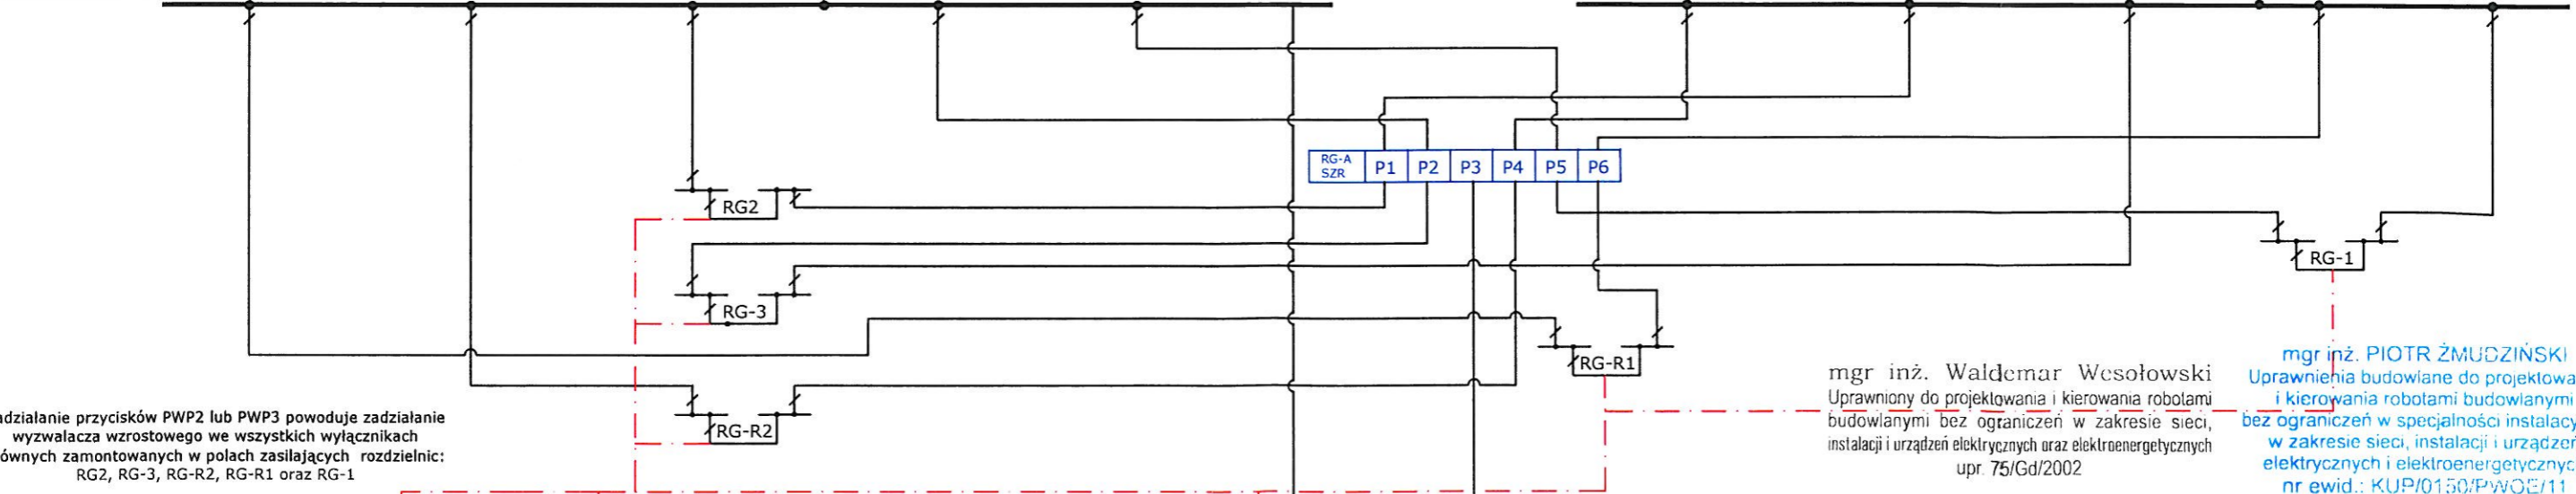 RG-A
SZR
P1
P2
P3
P4
P5
P6
RG2
RG-3
RG-1
RG-R1
RG-R2
adziałanie przycisków PWP2 lub PWP3 powoduje zadziałanie
wyzwalacza wzrostowego we wszystkich wyłącznikach
ównych zamontowanych w polach zasilających rozdzielnic:
RG2, RG-3, RG-R2, RG-R1 oraz RG-1
mgr inż. Waldemar Wesołowski
Uprawniony do projektowania i kierowania robotami
budowlanymi bez ograniczeń w zakresie sieci,
instalacji i urządzeń elektrycznych oraz elektroenergetycznych
upr. 75/Gd/2002
mgr inż. PIOTR ŻMUDZIŃSKI
Uprawnienia budowlane do projektowa
i kierowania robotami budowlanymi
bez ograniczeń w specjalności instalacy
w zakresie sieci, instalacji i urządzeń
elektrycznych i elektroenergetycznyc
nr ewid.: KUP/0150/PWOE/11